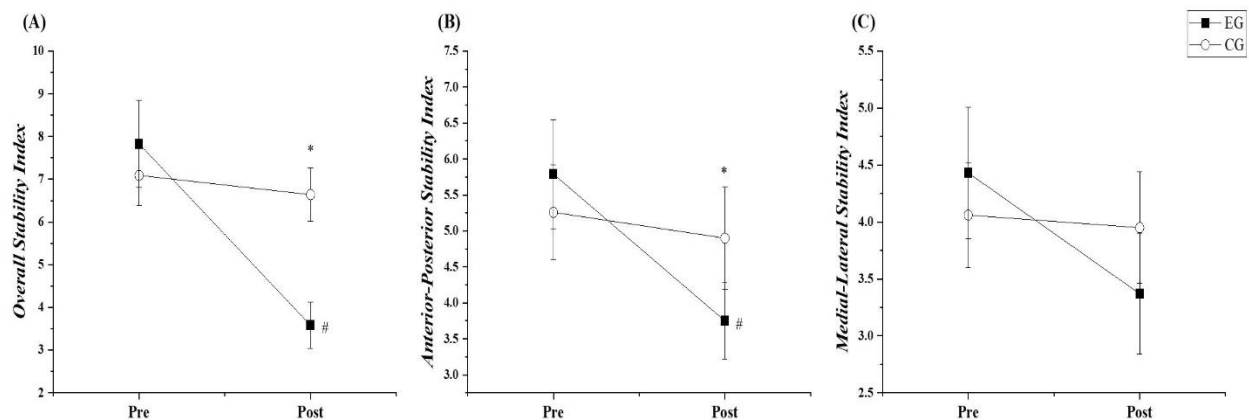 (A)
(B)
(C)
EG
CG
Overall Stability Index
10
9
8
7
6
5
4
3
2
*
#
Pre
Post
Anterior-Posterior Stability Index
7.5
7.0
6.5
6.0
5.5
5.0
4.5
4.0
3.5
3.0
*
#
Pre
Post
Medial-Lateral Stability Index
5.5
5.0
4.5
4.0
3.5
3.0
2.5
Pre
Post